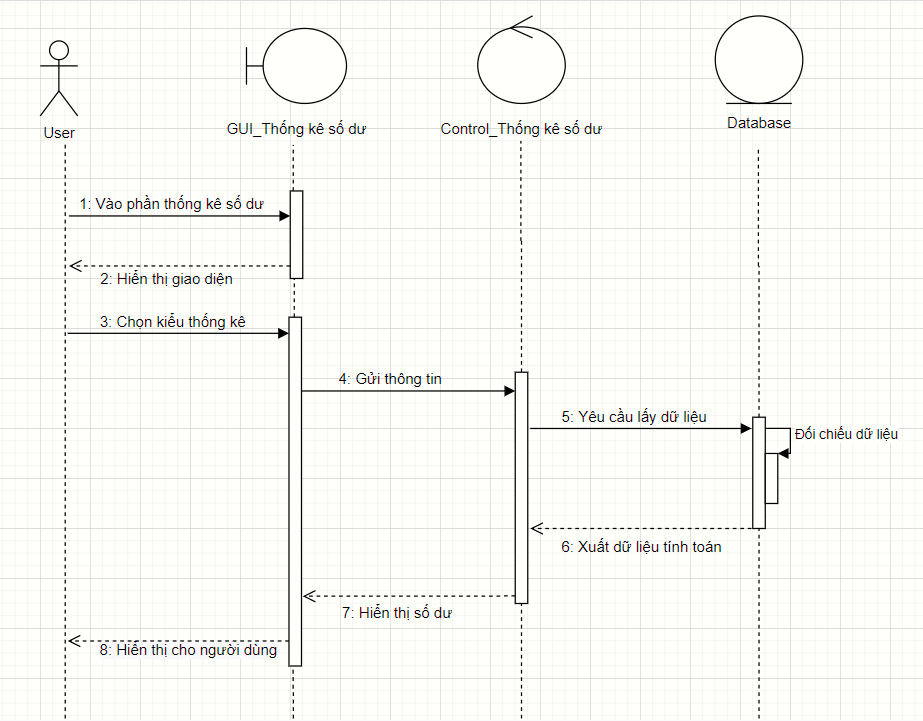 User
GUI_Thống kê số dư
Control_Thống kê số dư
Database
1: Vào phần thống kê số dư
2: Hiển thị giao diện
3: Chọn kiểu thống kê
4: Gửi thông tin
5: Yêu cầu lấy dữ liệu
Đối chiếu dữ liệu
6: Xuất dữ liệu tính toán
7: Hiển thị số dư
8: Hiển thị cho người dùng